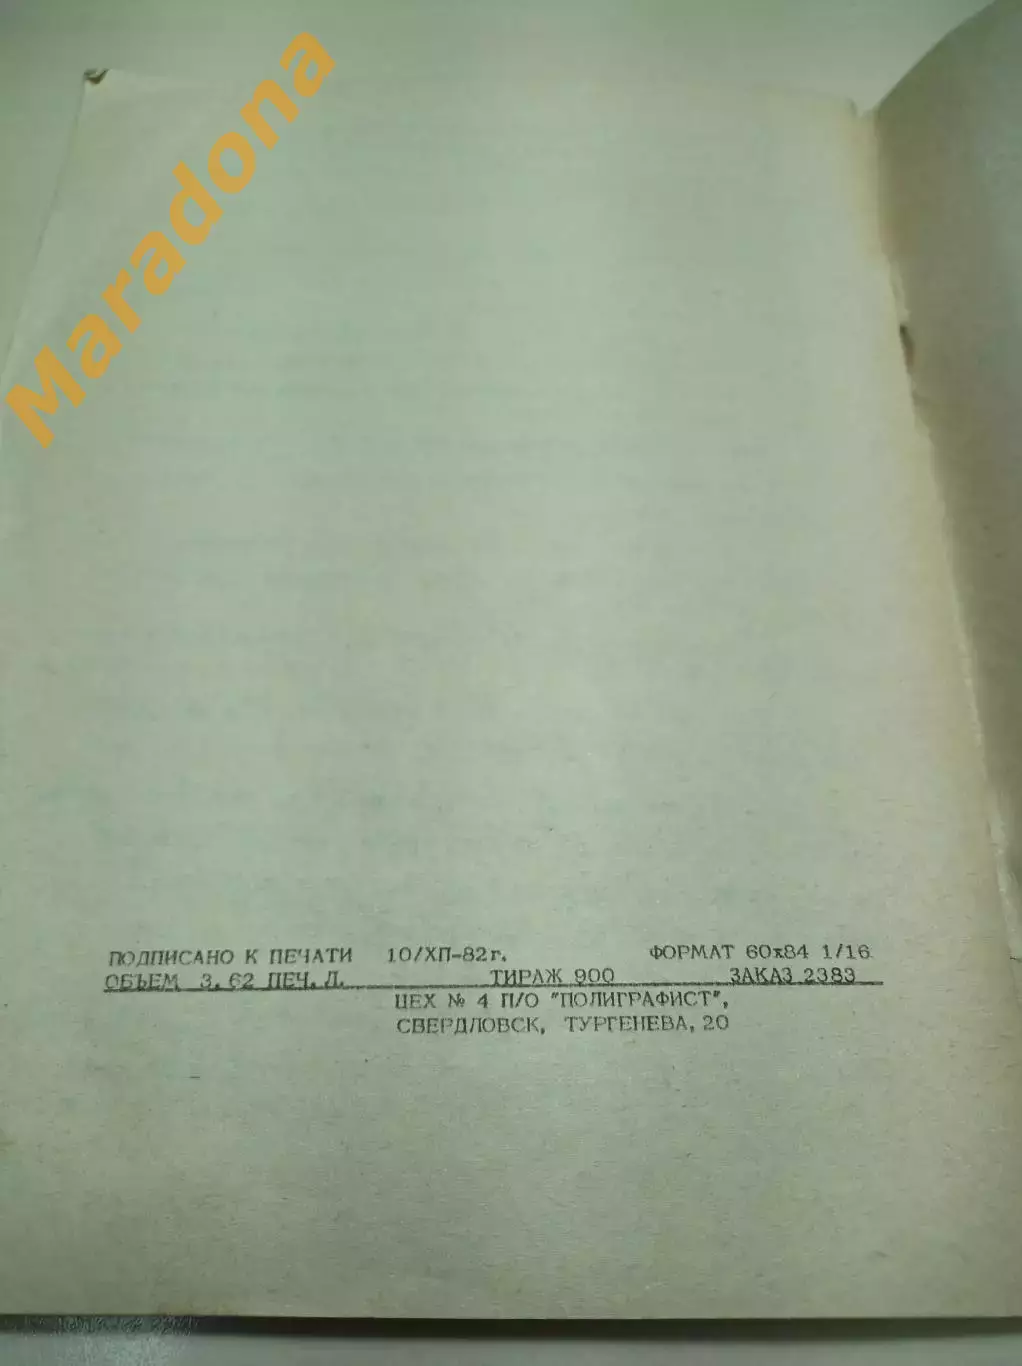 Maradona
ПОДПИСАНО К ПЕЧАТИ 10/ХП-82г. ФОРМАТ 60х84 1/16
ОБЪЕМ 3.62 ПЕЧ.Л. ТИРАЖ 900 ЗАКАЗ 2383
ЦЕХ № 4 П/О "ПОЛИГРАФИСТ",
СВЕРДЛОВСК, ТУРГЕНЕВА, 20